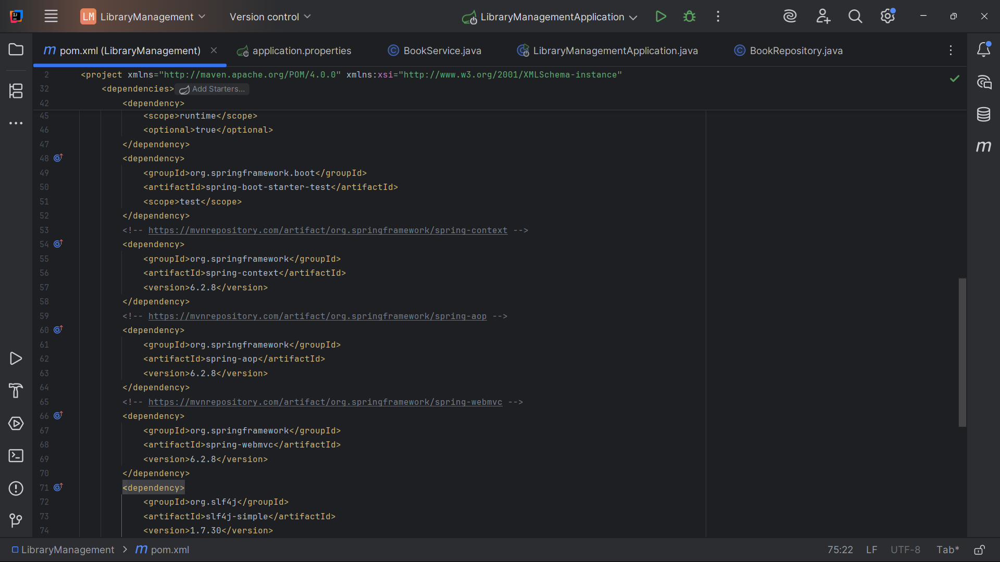 LM LibraryManagement Version control LibraryManagementApplication
pom.xml (LibraryManagement) application.properties BookService.java LibraryManagementApplication.java BookRepository.java
2 <project xmlns="http://maven.apache.org/POM/4.0.0" xmlns:xsi="http://www.w3.org/2001/XMLSchema-instance"
32 <dependencies> Add Starters...
42 <dependency>
45 <scope>runtime</scope>
46 <optional>true</optional>
47 </dependency>
48 <dependency>
49 <groupId>org.springframework.boot</groupId>
50 <artifactId>spring-boot-starter-test</artifactId>
51 <scope>test</scope>
52 </dependency>
53 <!-- https://mvnrepository.com/artifact/org.springframework/spring-context -->
54 <dependency>
55 <groupId>org.springframework</groupId>
56 <artifactId>spring-context</artifactId>
57 <version>6.2.8</version>
58 </dependency>
59 <!-- https://mvnrepository.com/artifact/org.springframework/spring-aop -->
60 <dependency>
61 <groupId>org.springframework</groupId>
62 <artifactId>spring-aop</artifactId>
63 <version>6.2.8</version>
64 </dependency>
65 <!-- https://mvnrepository.com/artifact/org.springframework/spring-webmvc -->
66 <dependency>
67 <groupId>org.springframework</groupId>
68 <artifactId>spring-webmvc</artifactId>
69 <version>6.2.8</version>
70 </dependency>
71 <dependency>
72 <groupId>org.slf4j</groupId>
73 <artifactId>slf4j-simple</artifactId>
74 <version>1.7.30</version>
LibraryManagement > m pom.xml 75:22 LF UTF-8 Tab*